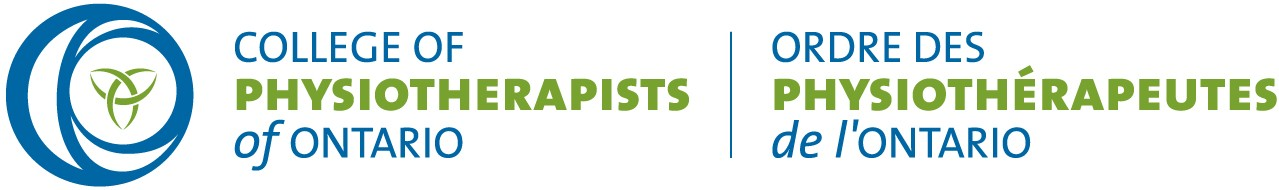 COLLEGE OF
PHYSIOTHERAPISTS
of ONTARIO
ORDRE DES
PHYSIOTHÉRAPEUTES
de l'ONTARIO